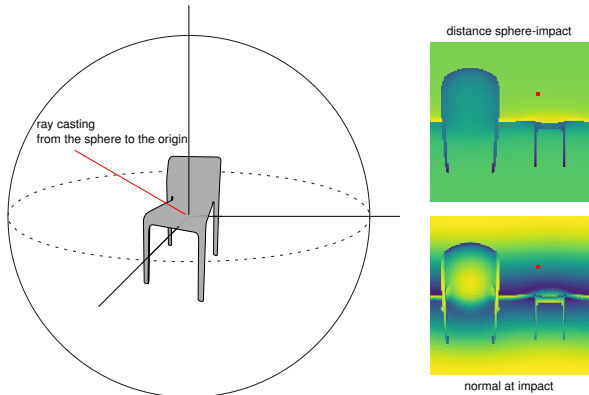 distance sphere-impact
ray casting
from the sphere to the origin
normal at impact